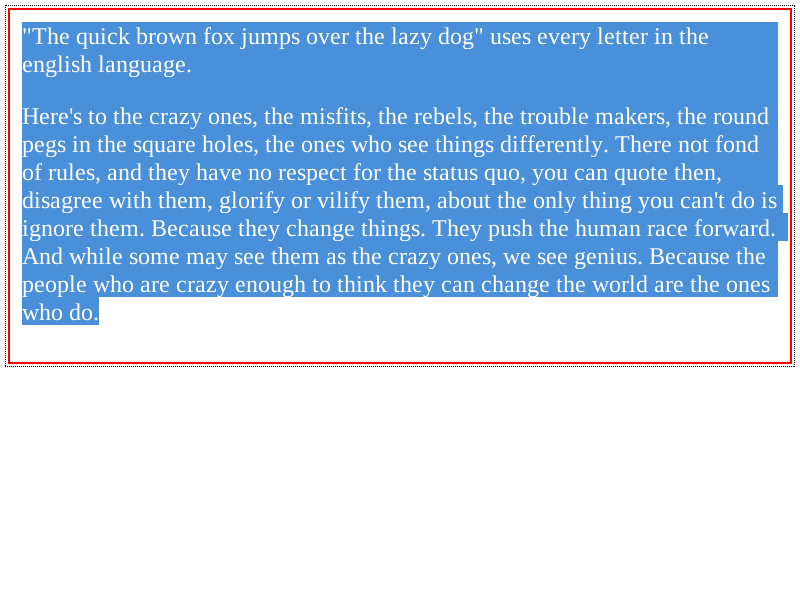 "The quick brown fox jumps over the lazy dog" uses every letter in the
english language.
Here's to the crazy ones, the misfits, the rebels, the trouble makers, the round
pegs in the square holes, the ones who see things differently. There not fond
of rules, and they have no respect for the status quo, you can quote then,
disagree with them, glorify or vilify them, about the only thing you can't do is
ignore them. Because they change things. They push the human race forward.
And while some may see them as the crazy ones, we see genius. Because the
people who are crazy enough to think they can change the world are the ones
who do.